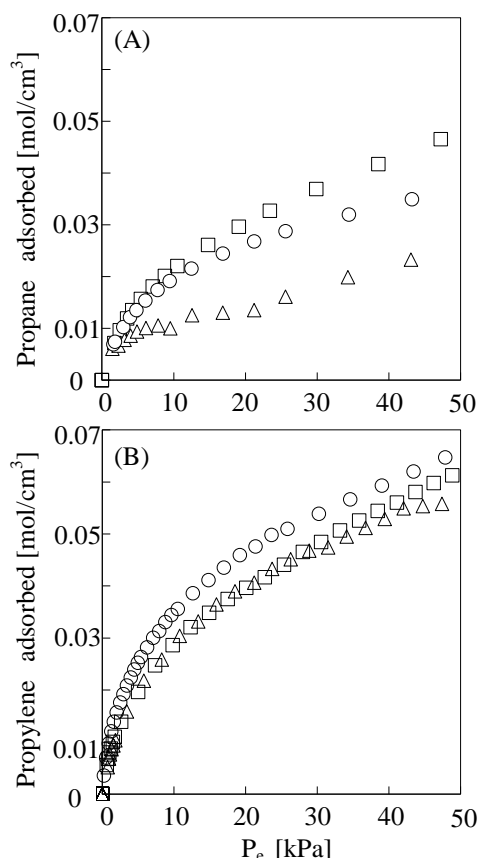 (A)
Propane adsorbed [mol/cm³]
0.07
0.05
0.03
0.01
0
0 10 20 30 40 50
(B)
Propylene adsorbed [mol/cm³]
0.07
0.05
0.03
0.01
0
0 10 20 30 40 50
Pe [kPa]